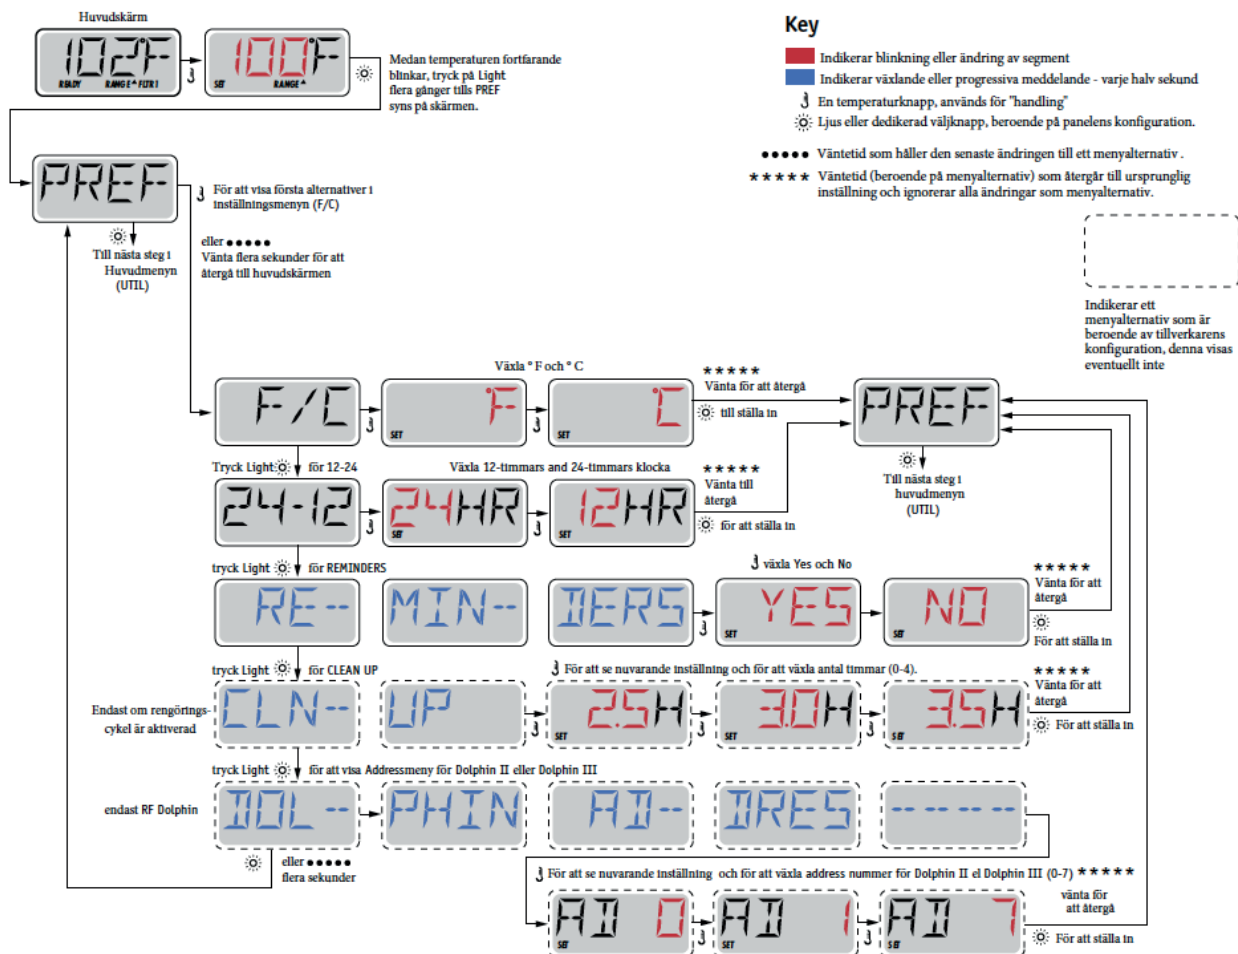 Huvudskärm
102°F
READY RANGE FLTR1
100°F
SET RANGE
Medan temperaturen fortfarande
blinkar, tryck på Light
flera gånger tills PREF
syns på skärmen.
Key
Indikerar blinkning eller ändring av segment
Indikerar växlande eller progressiva meddelande - varje halv sekund
En temperaturknapp, används för "handling"
Ljus eller dedikerad väljknapp, beroende på panelens konfiguration.
••••• Väntetid som håller den senaste ändringen till ett menyalternativ .
***** Väntetid (beroende på menyalternativ) som återgår till ursprunglig
inställning och ignorerar alla ändringar som menyalternativ.
Indikerar ett
menyalternativ som är
beroende av tillverkarens
konfiguration, denna visas
eventuellt inte
PREF
För att visa första alternativer i
inställningsmenyn (F/C)
eller •••••
Vänta flera sekunder för att
återgå till huvudskärmen
Till nästa steg i
Huvudmenyn
(UTIL)
Växla ° F och ° C
F/C
°F
SET
°C
SET
*****
Vänta för att återgå
till ställa in
PREF
Till nästa steg i
huvudmenyn
(UTIL)
Tryck Light för 12-24
Växla 12-timmars and 24-timmars klocka
24-12
24HR
SET
12HR
SET
*****
Vänta till
återgå
för att ställa in
tryck Light för REMINDERS
växla Yes och No
RE--
MIN--
DERS
YES
SET
NO
SET
*****
Vänta för att
återgå
För att ställa in
tryck Light för CLEAN UP
För att se nuvarande inställning och för att växla antal timmar (0-4).
Endast om rengörings-
cykel är aktiverad
CLN--
UP
2.5H
SET
3.0H
SET
3.5H
SET
*****
Vänta för att
återgå
För att ställa in
tryck Light för att visa Addressmeny för Dolphin II eller Dolphin III
endast RF Dolphin
DOL--
PHIN
AD--
DRES
--------
eller •••••
flera sekunder
För att se nuvarande inställning och för att växla address nummer för Dolphin II el Dolphin III (0-7) *****
vänta för
att återgå
AD 0
SET
AD 1
SET
AD 7
SET
För att ställa in